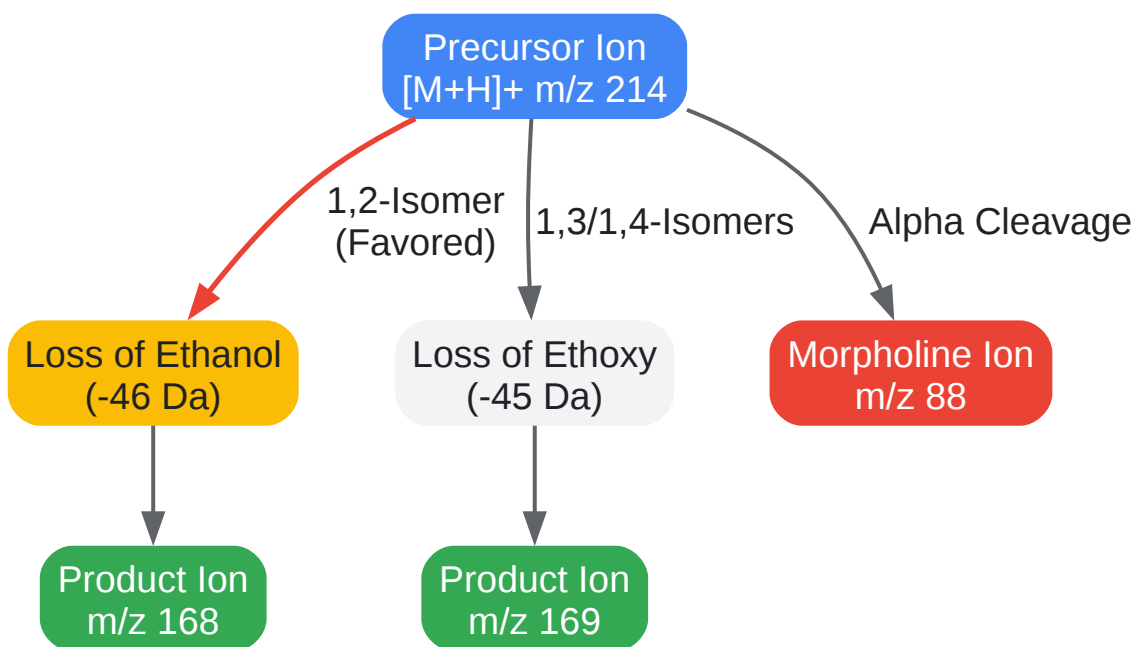 Precursor Ion
[M+H]+ m/z 214
1,2-Isomer
(Favored)
1,3/1,4-Isomers
Alpha Cleavage
Loss of Ethanol
(-46 Da)
Loss of Ethoxy
(-45 Da)
Morpholine Ion
m/z 88
Product Ion
m/z 168
Product Ion
m/z 169